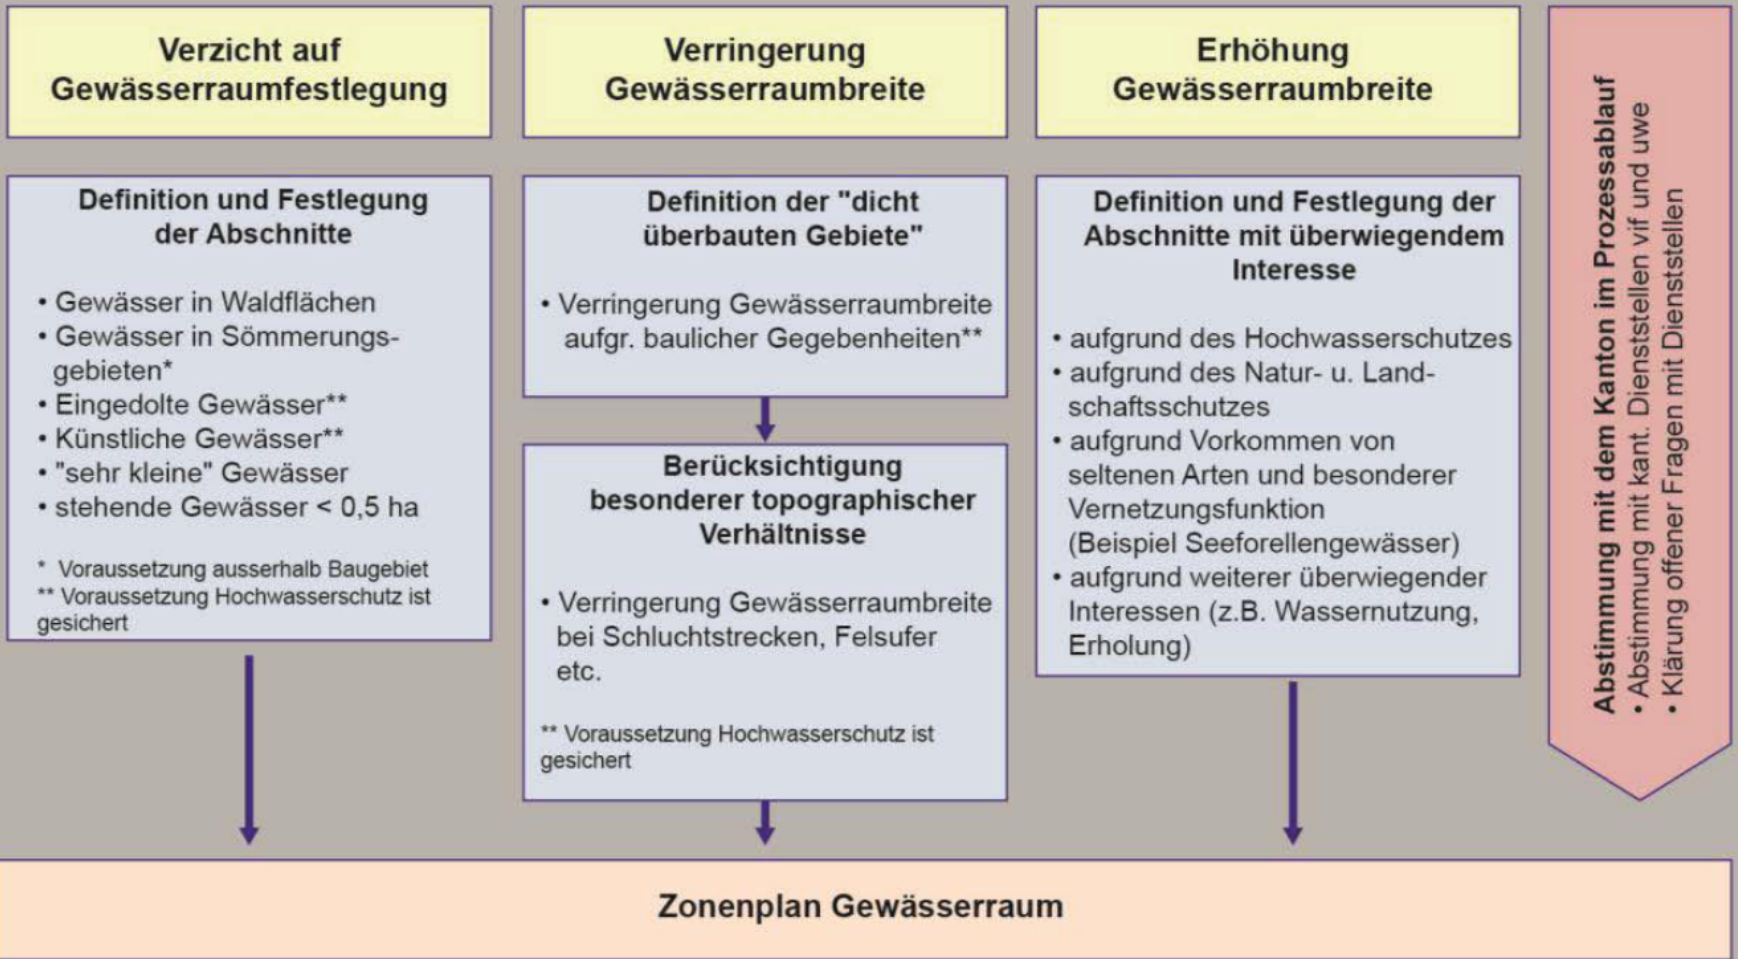 Verzicht auf
Gewässerraumfestlegung
Definition und Festlegung
der Abschnitte
• Gewässer in Waldflächen
• Gewässer in Sömmerungs-
gebieten*
• Eingedolte Gewässer**
• Künstliche Gewässer**
• "sehr kleine" Gewässer
• stehende Gewässer < 0,5 ha
* Voraussetzung ausserhalb Baugebiet
** Voraussetzung Hochwasserschutz ist
gesichert
Verringerung
Gewässerraumbreite
Definition der "dicht
überbauten Gebiete"
• Verringerung Gewässerraumbreite
aufgr. baulicher Gegebenheiten**
Berücksichtigung
besonderer topographischer
Verhältnisse
• Verringerung Gewässerraumbreite
bei Schluchtstrecken, Felsufer
etc.
** Voraussetzung Hochwasserschutz ist
gesichert
Erhöhung
Gewässerraumbreite
Definition und Festlegung der
Abschnitte mit überwiegendem
Interesse
• aufgrund des Hochwasserschutzes
• aufgrund des Natur- u. Land-
schaftsschutzes
• aufgrund Vorkommen von
seltenen Arten und besonderer
Vernetzungsfunktion
(Beispiel Seeforellengewässer)
• aufgrund weiterer überwiegender
Interessen (z.B. Wassernutzung,
Erholung)
Abstimmung mit dem Kanton im Prozessablauf
• Abstimmung mit kant. Dienststellen vif und uwe
• Klärung offener Fragen mit Dienststellen
Zonenplan Gewässerraum